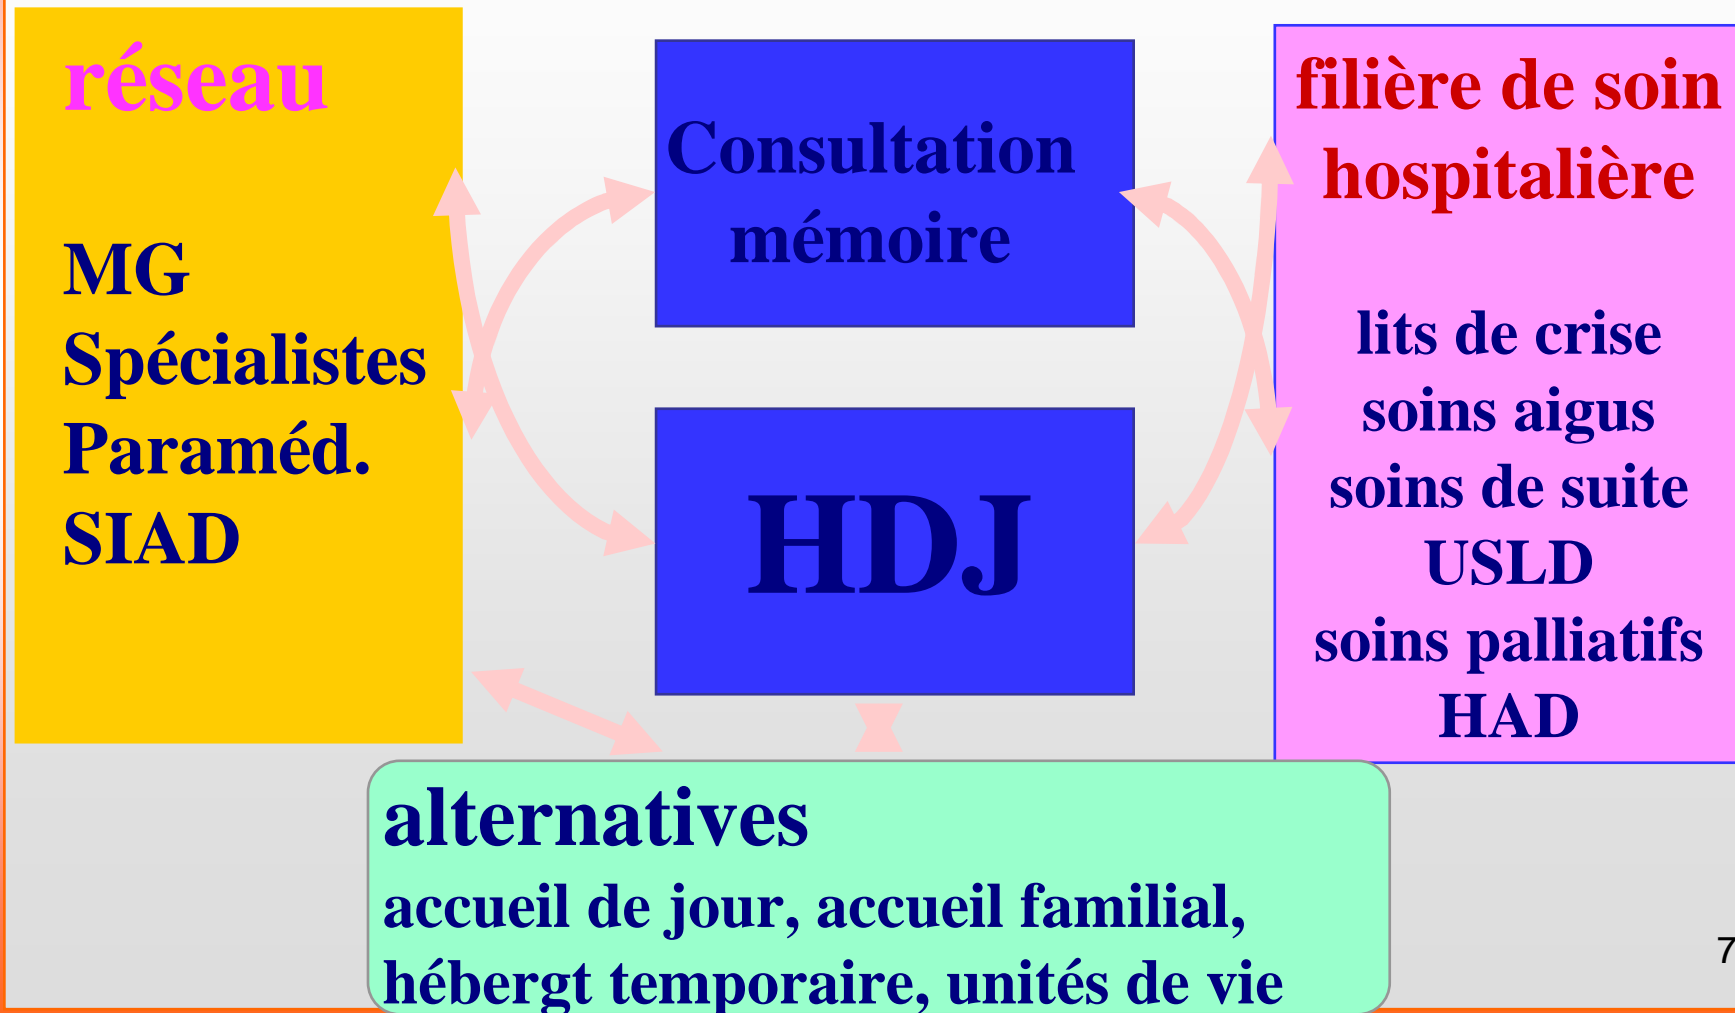 réseau
MG
Spécialistes
Paraméd.
SIAD
Consultation
mémoire
HDJ
filière de soin
hospitalière
lits de crise
soins aigus
soins de suite
USLD
soins palliatifs
HAD
alternatives
accueil de jour, accueil familial,
hébergt temporaire, unités de vie
7